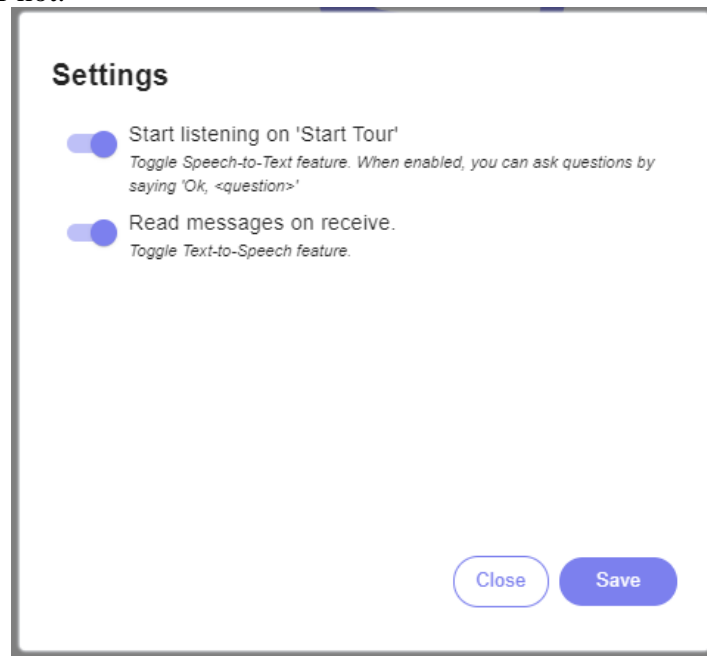 Settings
Start listening on 'Start Tour'
Toggle Speech-to-Text feature. When enabled, you can ask questions by
saying 'Ok, <question>'
Read messages on receive.
Toggle Text-to-Speech feature.
Close Save